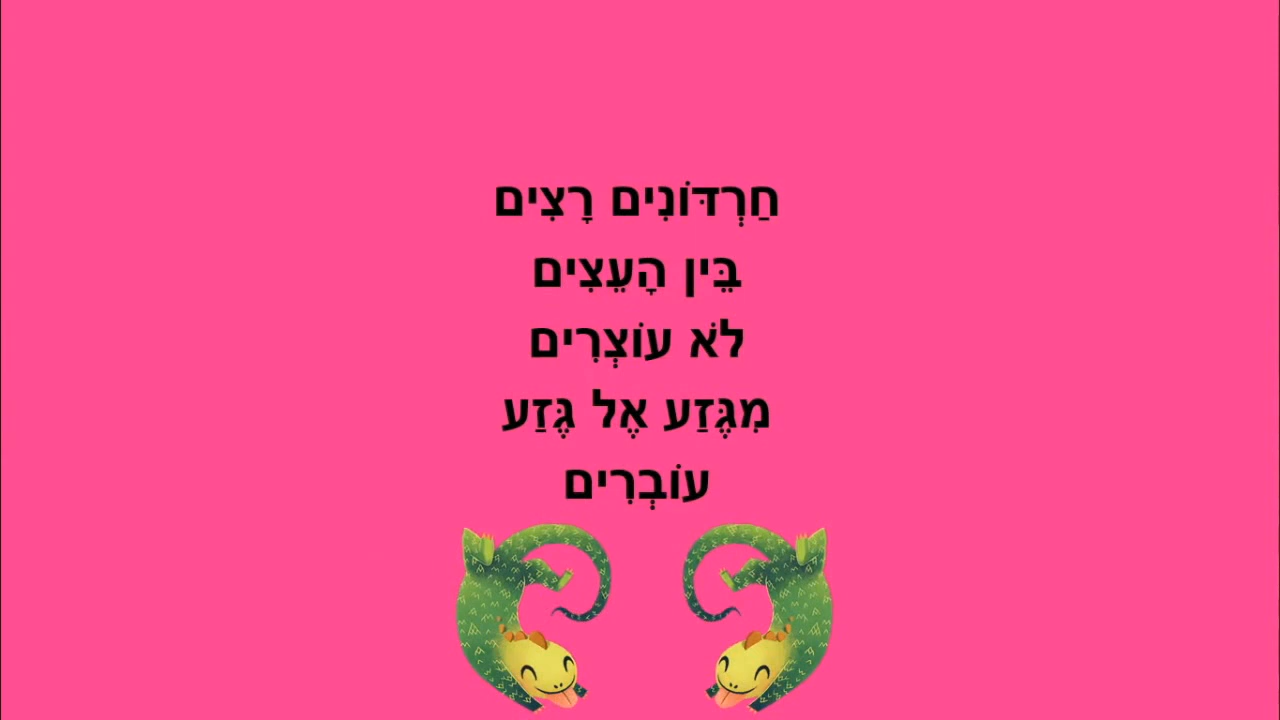 חַרְדּוֹנִים רָצִים
בֵּין הָעֵצִים
לֹא עוֹצְרִים
מִגֶּזַע אֶל גֶּזַע
עוֹבְרִים